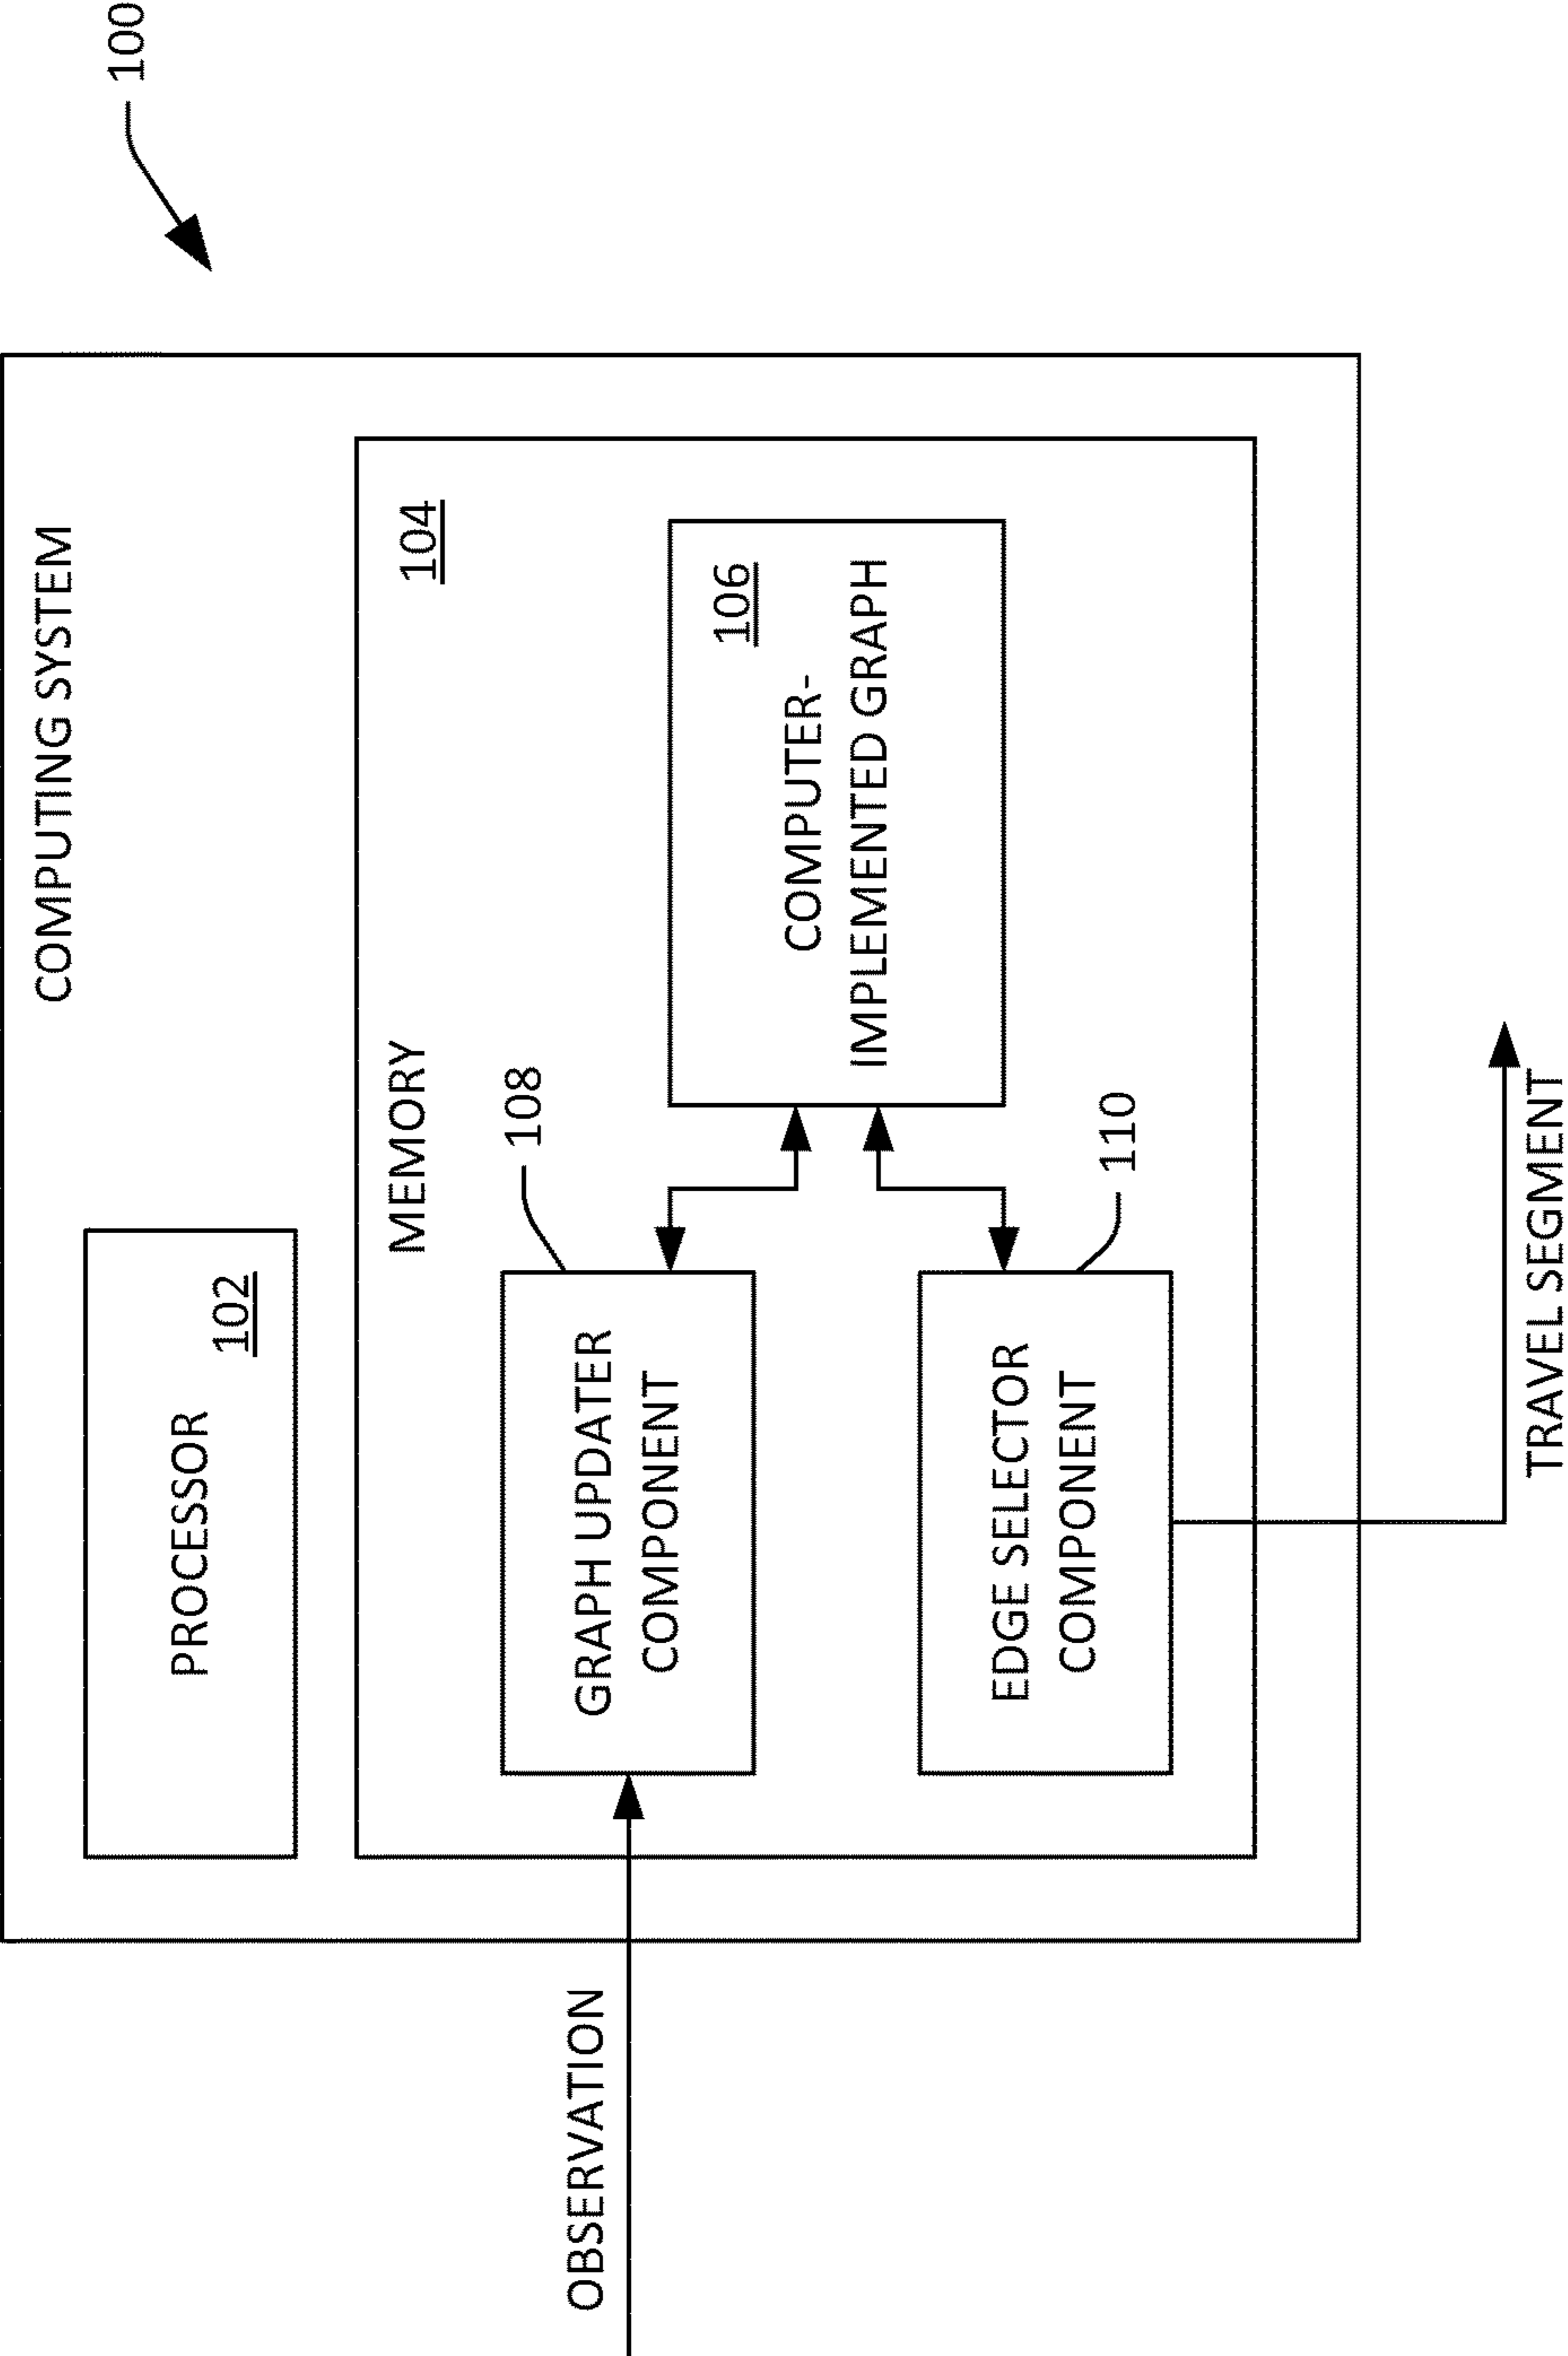 100
COMPUTING SYSTEM
PROCESSOR
102
MEMORY
104
108
GRAPH UPDATER
COMPONENT
106
COMPUTER-
IMPLEMENTED GRAPH
OBSERVATION
EDGE SELECTOR
COMPONENT
110
TRAVEL SEGMENT